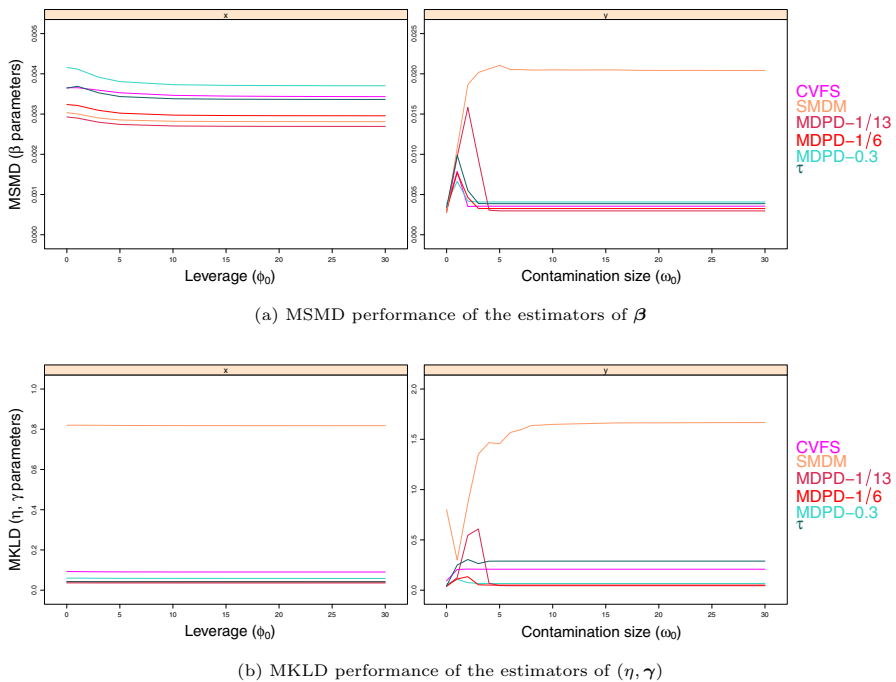 x
y
0.005
0.004
0.003
0.002
0.001
0.000
MSMD (β parameters)
0.025
0.020
0.015
0.010
0.005
0.000
0 5 10 15 20 25 30
Leverage (ϕ₀)
0 5 10 15 20 25 30
Contamination size (ω₀)
CVFS
SMDM
MDPD−1/13
MDPD−1/6
MDPD−0.3
τ
(a) MSMD performance of the estimators of β
x
y
1.0
0.8
0.6
0.4
0.2
0.0
MKLD (η, γ parameters)
2.0
1.5
1.0
0.5
0.0
0 5 10 15 20 25 30
Leverage (ϕ₀)
0 5 10 15 20 25 30
Contamination size (ω₀)
CVFS
SMDM
MDPD−1/13
MDPD−1/6
MDPD−0.3
τ
(b) MKLD performance of the estimators of (η, γ)